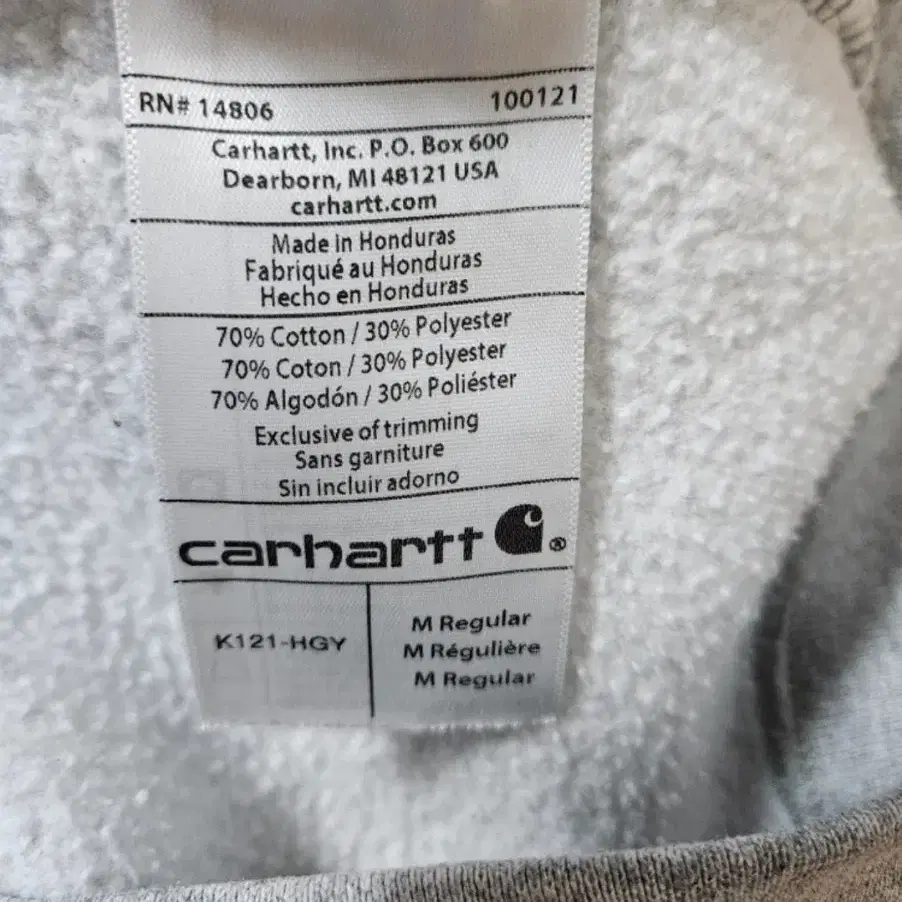 RN# 14806 100121
Carhartt, Inc. P.O. Box 600
Dearborn, MI 48121 USA
carhartt.com
Made in Honduras
Fabriqué au Honduras
Hecho en Honduras
70% Cotton / 30% Polyester
70% Coton / 30% Polyester
70% Algodón / 30% Poliéster
Exclusive of trimming
Sans garniture
Sin incluir adorno
carhartt ®
K121-HGY
M Regular
M Régulière
M Regular